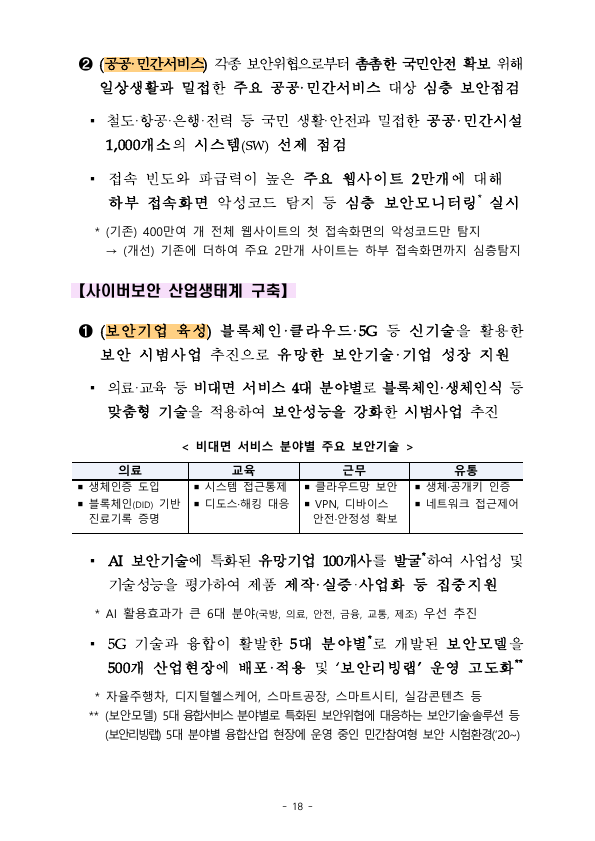 ❷ (공공·민간서비스) 각종 보안위협으로부터 촘촘한 국민안전 확보 위해
일상생활과 밀접한 주요 공공·민간서비스 대상 심층 보안점검
▪ 철도·항공·은행·전력 등 국민 생활·안전과 밀접한 공공·민간시설
1,000개소의 시스템(SW) 선제 점검
▪ 접속 빈도와 파급력이 높은 주요 웹사이트 2만개에 대해
하부 접속화면 악성코드 탐지 등 심층 보안모니터링* 실시
* (기존) 400만여 개 전체 웹사이트의 첫 접속화면의 악성코드만 탐지
→ (개선) 기존에 더하여 주요 2만개 사이트는 하부 접속화면까지 심층탐지
【사이버보안 산업생태계 구축】
❶ (보안기업 육성) 블록체인·클라우드·5G 등 신기술을 활용한
보안 시범사업 추진으로 유망한 보안기술·기업 성장 지원
▪ 의료·교육 등 비대면 서비스 4대 분야별로 블록체인·생체인식 등
맞춤형 기술을 적용하여 보안성능을 강화한 시범사업 추진
< 비대면 서비스 분야별 주요 보안기술 >
의료 교육 근무 유통
▪ 생체인증 도입 ▪ 시스템 접근통제 ▪ 클라우드망 보안 ▪ 생체·공개키 인증
▪ 블록체인(DID) 기반 ▪ 디도스·해킹 대응 ▪ VPN, 디바이스 ▪ 네트워크 접근제어
진료기록 증명 안전·안정성 확보
▪ AI 보안기술에 특화된 유망기업 100개사를 발굴*하여 사업성 및
기술성능을 평가하여 제품 제작·실증·사업화 등 집중지원
* AI 활용효과가 큰 6대 분야(국방, 의료, 안전, 금융, 교통, 제조) 우선 추진
▪ 5G 기술과 융합이 활발한 5대 분야별*로 개발된 보안모델을
500개 산업현장에 배포·적용 및 ‘보안리빙랩’ 운영 고도화**
* 자율주행차, 디지털헬스케어, 스마트공장, 스마트시티, 실감콘텐츠 등
** (보안모델) 5대 융합서비스 분야별로 특화된 보안위협에 대응하는 보안기술·솔루션 등
(보안리빙랩) 5대 분야별 융합산업 현장에 운영 중인 민간참여형 보안 시험환경(’20~)
- 18 -